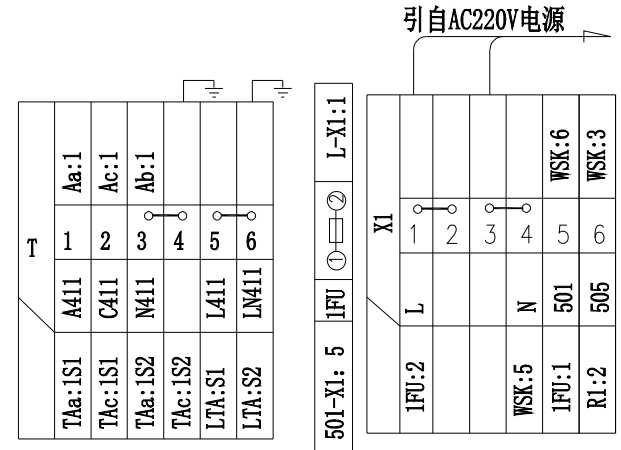 引自AC220V电源
T
Aa:1
Ac:1
Ab:1
1 2 3 4 5 6
A411
C411
N411
L411
LN411
TAa:1S1
TAc:1S1
TAa:1S2
TAc:1S2
LTA:S1
LTA:S2
L-X1:1
②
①
1FU
501-X1: 5
X1
WSK:6
WSK:3
1 2 3 4 5 6
L
N
501
505
1FU:2
WSK:5
1FU:1
R1:2